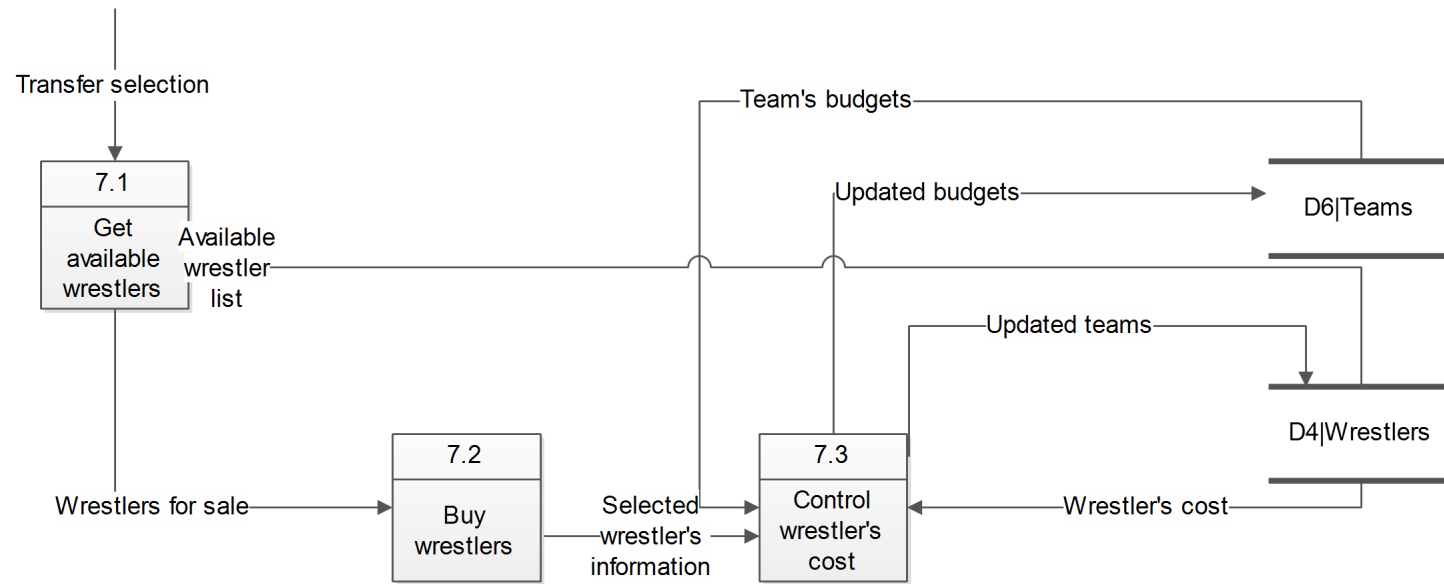 Transfer selection
Team's budgets
7.1
Updated budgets
D6|Teams
Get
available
wrestlers
Available
wrestler
list
Updated teams
D4|Wrestlers
7.2
7.3
Wrestlers for sale
Buy
wrestlers
Selected
wrestler's
information
Control
wrestler's
cost
Wrestler's cost